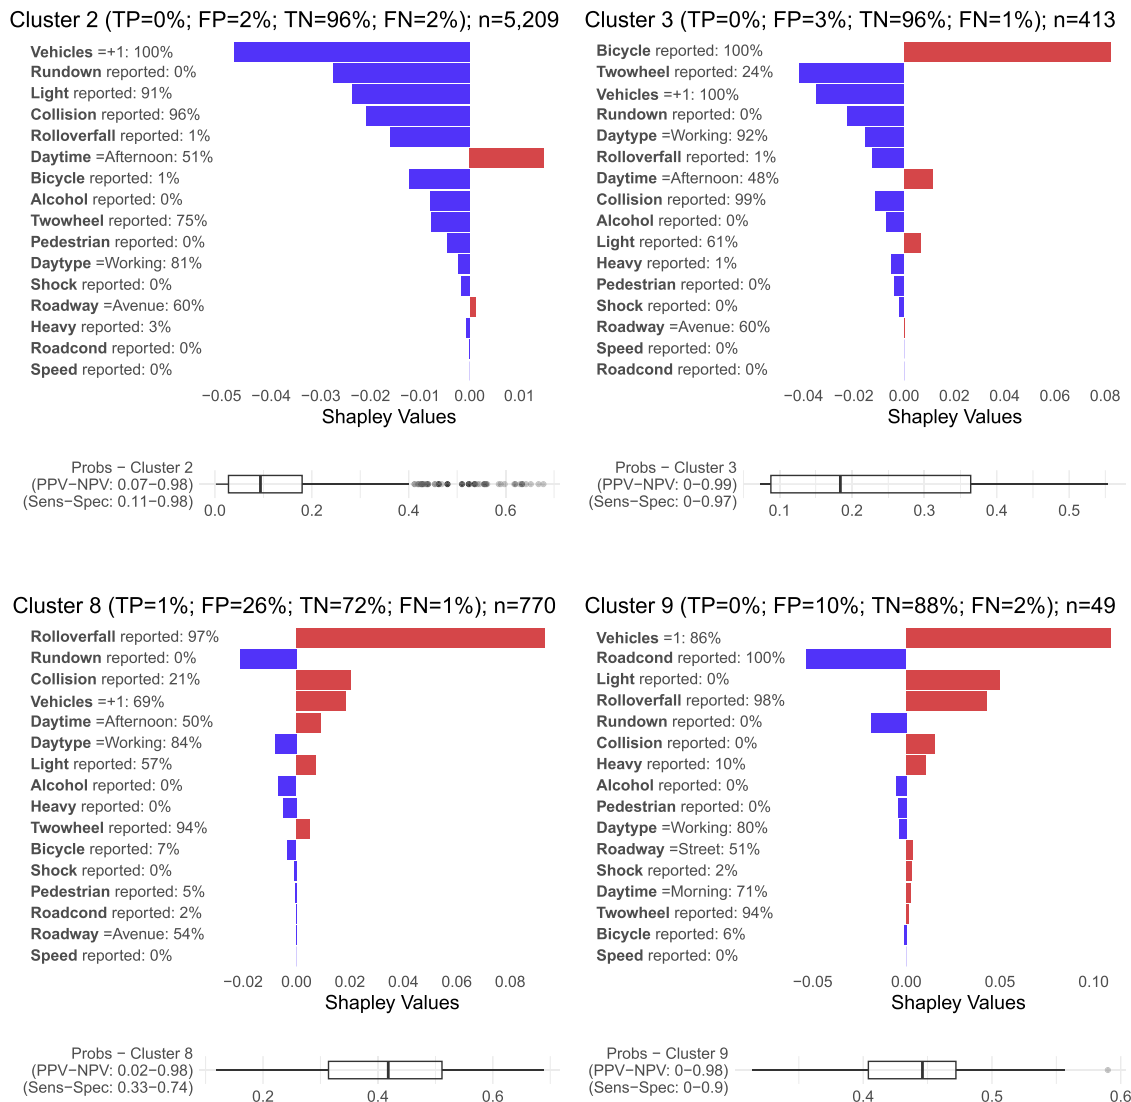 Cluster 2 (TP=0%; FP=2%; TN=96%; FN=2%); n=5,209
Vehicles =+1: 100%
Rundown reported: 0%
Light reported: 91%
Collision reported: 96%
Rolloverfall reported: 1%
Daytime =Afternoon: 51%
Bicycle reported: 1%
Alcohol reported: 0%
Twowheel reported: 75%
Pedestrian reported: 0%
Daytype =Working: 81%
Shock reported: 0%
Roadway =Avenue: 60%
Heavy reported: 3%
Roadcond reported: 0%
Speed reported: 0%
−0.05 −0.04 −0.03 −0.02 −0.01 0.00 0.01
Shapley Values
Probs − Cluster 2
(PPV−NPV: 0.07−0.98)
(Sens−Spec: 0.11−0.98)
0.0 0.2 0.4 0.6
Cluster 3 (TP=0%; FP=3%; TN=96%; FN=1%); n=413
Bicycle reported: 100%
Twowheel reported: 24%
Vehicles =+1: 100%
Rundown reported: 0%
Daytype =Working: 92%
Rolloverfall reported: 1%
Daytime =Afternoon: 48%
Collision reported: 99%
Alcohol reported: 0%
Light reported: 61%
Heavy reported: 1%
Pedestrian reported: 0%
Shock reported: 0%
Roadway =Avenue: 60%
Speed reported: 0%
Roadcond reported: 0%
−0.04 −0.02 0.00 0.02 0.04 0.06 0.08
Shapley Values
Probs − Cluster 3
(PPV−NPV: 0−0.99)
(Sens−Spec: 0−0.97)
0.1 0.2 0.3 0.4 0.5
Cluster 8 (TP=1%; FP=26%; TN=72%; FN=1%); n=770
Rolloverfall reported: 97%
Rundown reported: 0%
Collision reported: 21%
Vehicles =+1: 69%
Daytime =Afternoon: 50%
Daytype =Working: 84%
Light reported: 57%
Alcohol reported: 0%
Heavy reported: 0%
Twowheel reported: 94%
Bicycle reported: 7%
Shock reported: 0%
Pedestrian reported: 5%
Roadcond reported: 2%
Roadway =Avenue: 54%
Speed reported: 0%
−0.02 0.00 0.02 0.04 0.06 0.08
Shapley Values
Probs − Cluster 8
(PPV−NPV: 0.02−0.98)
(Sens−Spec: 0.33−0.74)
0.2 0.4 0.6
Cluster 9 (TP=0%; FP=10%; TN=88%; FN=2%); n=49
Vehicles =1: 86%
Roadcond reported: 100%
Light reported: 0%
Rolloverfall reported: 98%
Rundown reported: 0%
Collision reported: 0%
Heavy reported: 10%
Alcohol reported: 0%
Pedestrian reported: 0%
Daytype =Working: 80%
Roadway =Street: 51%
Shock reported: 2%
Daytime =Morning: 71%
Twowheel reported: 94%
Bicycle reported: 6%
Speed reported: 0%
−0.05 0.00 0.05 0.10
Shapley Values
Probs − Cluster 9
(PPV−NPV: 0−0.98)
(Sens−Spec: 0−0.9)
0.4 0.5 0.6